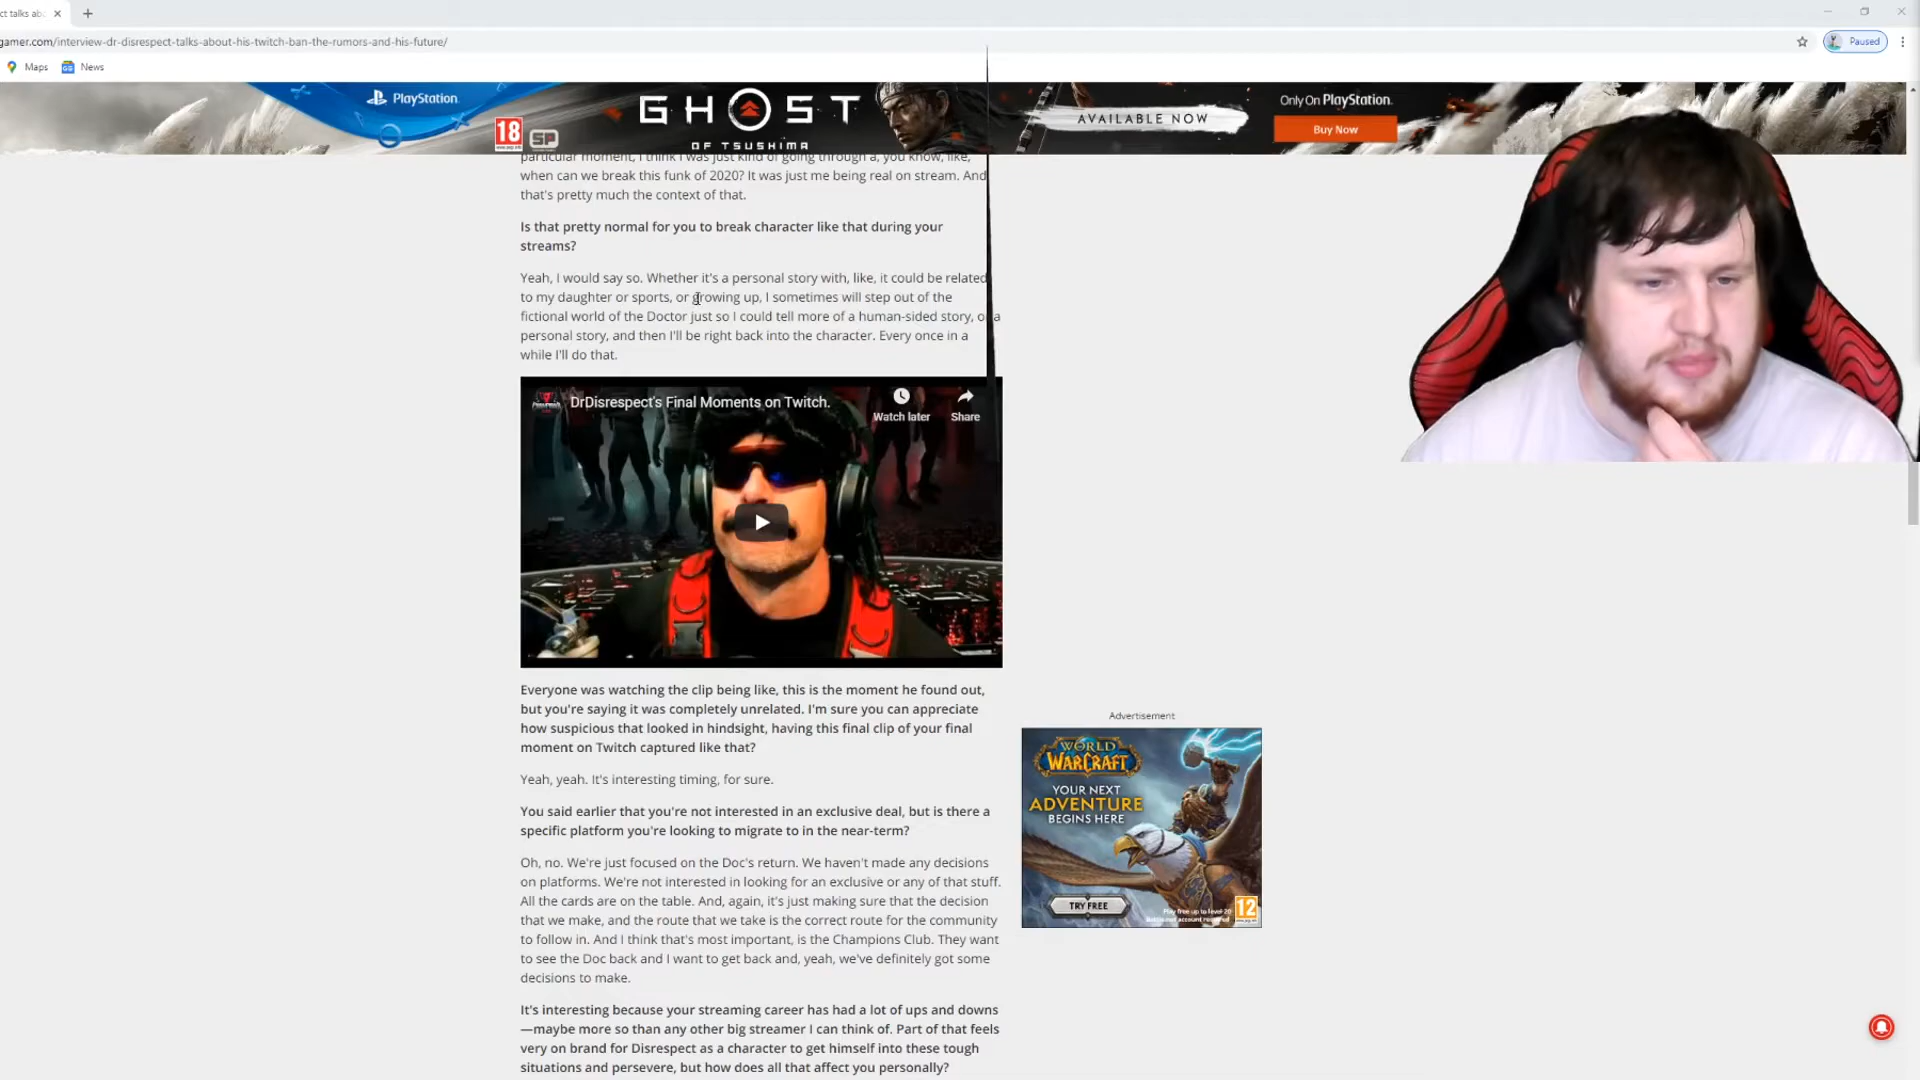 ct talks ab
gamer.com/interview-dr-disrespect-talks-about-his-twitch-ban-the-rumors-and-his-future/
Paused
Maps
News
PlayStation
18
SP
GHOST
OF TSUSHIMA
AVAILABLE NOW
Only On PlayStation.
Buy Now
particular moment, I think I was just kind of going through a, you know, like,
when can we break this funk of 2020? It was just me being real on stream. And
that's pretty much the context of that.
Is that pretty normal for you to break character like that during your
streams?
Yeah, I would say so. Whether it's a personal story with, like, it could be related
to my daughter or sports, or growing up, I sometimes will step out of the
fictional world of the Doctor just so I could tell more of a human-sided story, or a
personal story, and then I'll be right back into the character. Every once in a
while I'll do that.
DrDisrespect's Final Moments on Twitch.
Watch later
Share
Everyone was watching the clip being like, this is the moment he found out,
but you're saying it was completely unrelated. I'm sure you can appreciate
how suspicious that looked in hindsight, having this final clip of your final
moment on Twitch captured like that?
Yeah, yeah. It's interesting timing, for sure.
You said earlier that you're not interested in an exclusive deal, but is there a
specific platform you're looking to migrate to in the near-term?
Oh, no. We're just focused on the Doc's return. We haven't made any decisions
on platforms. We're not interested in looking for an exclusive or any of that stuff.
All the cards are on the table. And, again, it's just making sure that the decision
that we make, and the route that we take is the correct route for the community
to follow in. And I think that's most important, is the Champions Club. They want
to see the Doc back and I want to get back and, yeah, we've definitely got some
decisions to make.
It's interesting because your streaming career has had a lot of ups and downs
—maybe more so than any other big streamer I can think of. Part of that feels
very on brand for Disrespect as a character to get himself into these tough
situations and persevere, but how does all that affect you personally?
Advertisement
WORLD
WARCRAFT
YOUR NEXT
ADVENTURE
BEGINS HERE
TRY FREE
Play free up to level 20
12